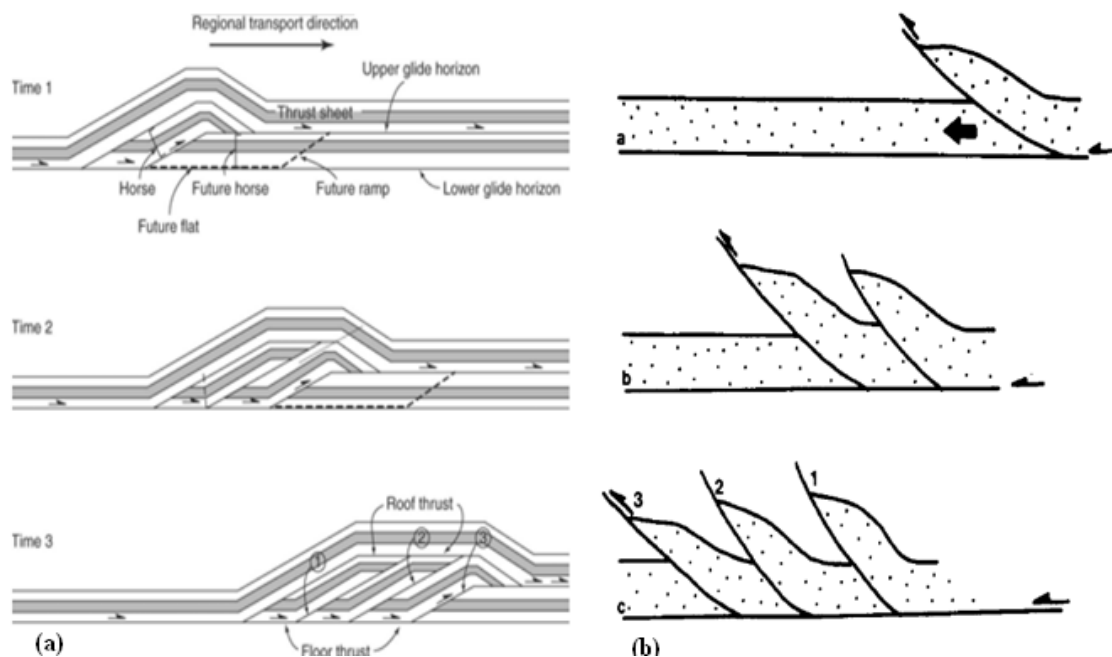 Regional transport direction
Time 1
Upper glide horizon
Thrust sheet
Horse
Future horse
Future ramp
Lower glide horizon
Future flat
Time 2
Time 3
Roof thrust
1
2
3
Floor thrust
(a)
a
b
3
2
1
c
(b)